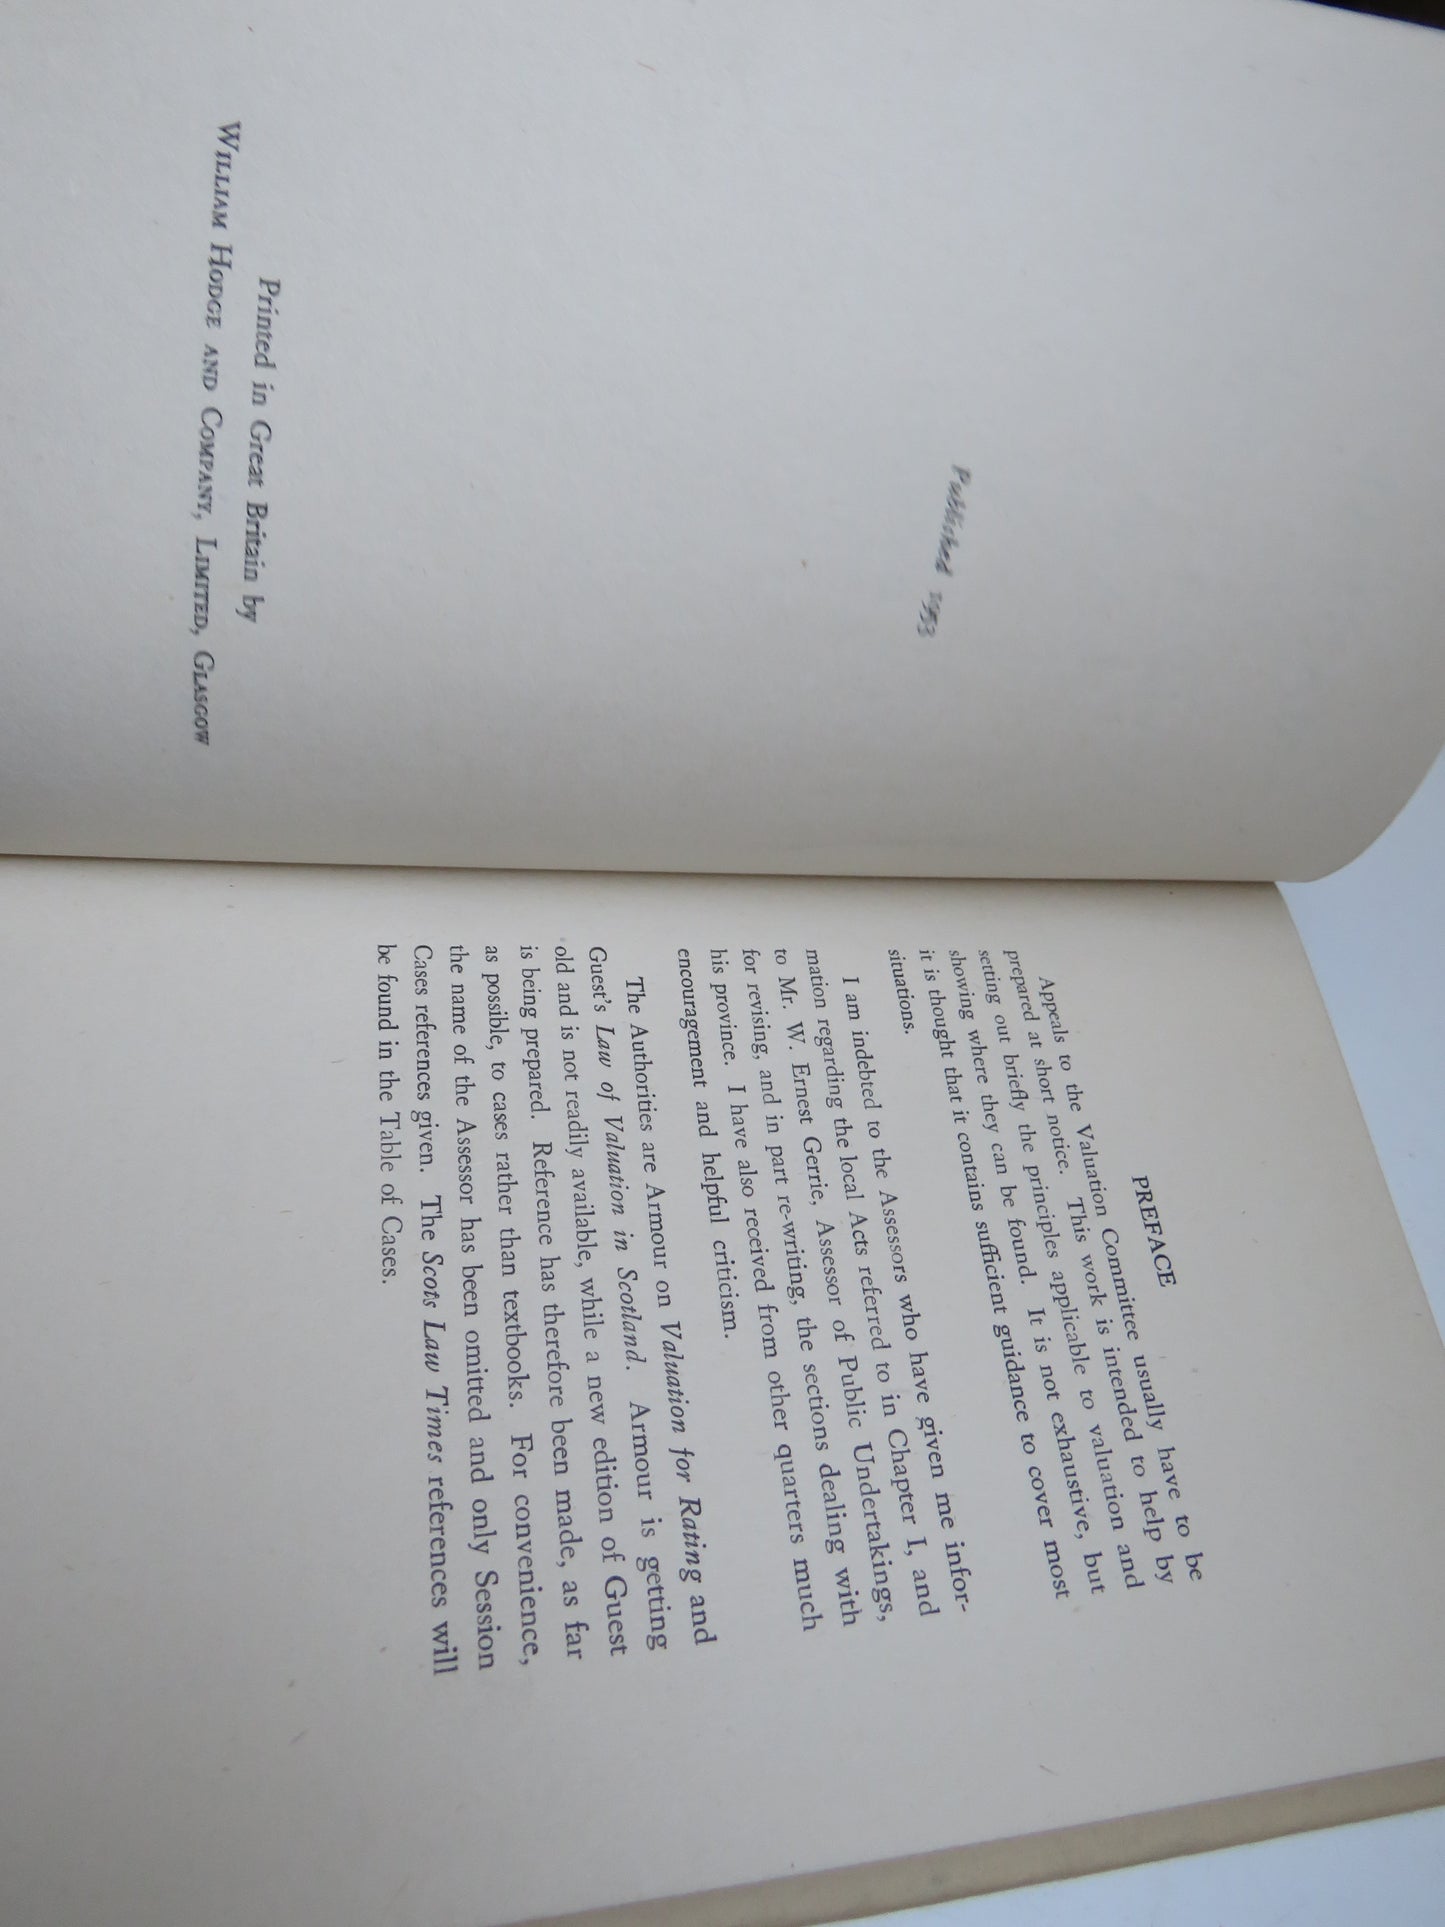 Published 1953
Printed in Great Britain by
WILLIAM HODGE AND COMPANY, LIMITED, GLASGOW
PREFACE
Appeals to the Valuation Committee usually have to be
prepared at short notice. This work is intended to help by
setting out briefly the principles applicable to valuation and
showing where they can be found. It is not exhaustive, but
it is thought that it contains sufficient guidance to cover most
situations.
I am indebted to the Assessors who have given me infor-
mation regarding the local Acts referred to in Chapter I, and
to Mr. W. Ernest Gerrie, Assessor of Public Undertakings,
for revising, and in part re-writing, the sections dealing with
his province. I have also received from other quarters much
encouragement and helpful criticism.
The Authorities are Armour on Valuation for Rating and
Guest's Law of Valuation in Scotland. Armour is getting
old and is not readily available, while a new edition of Guest
is being prepared. Reference has therefore been made, as far
as possible, to cases rather than textbooks. For convenience,
the name of the Assessor has been omitted and only Session
Cases references given. The Scots Law Times references will
be found in the Table of Cases.